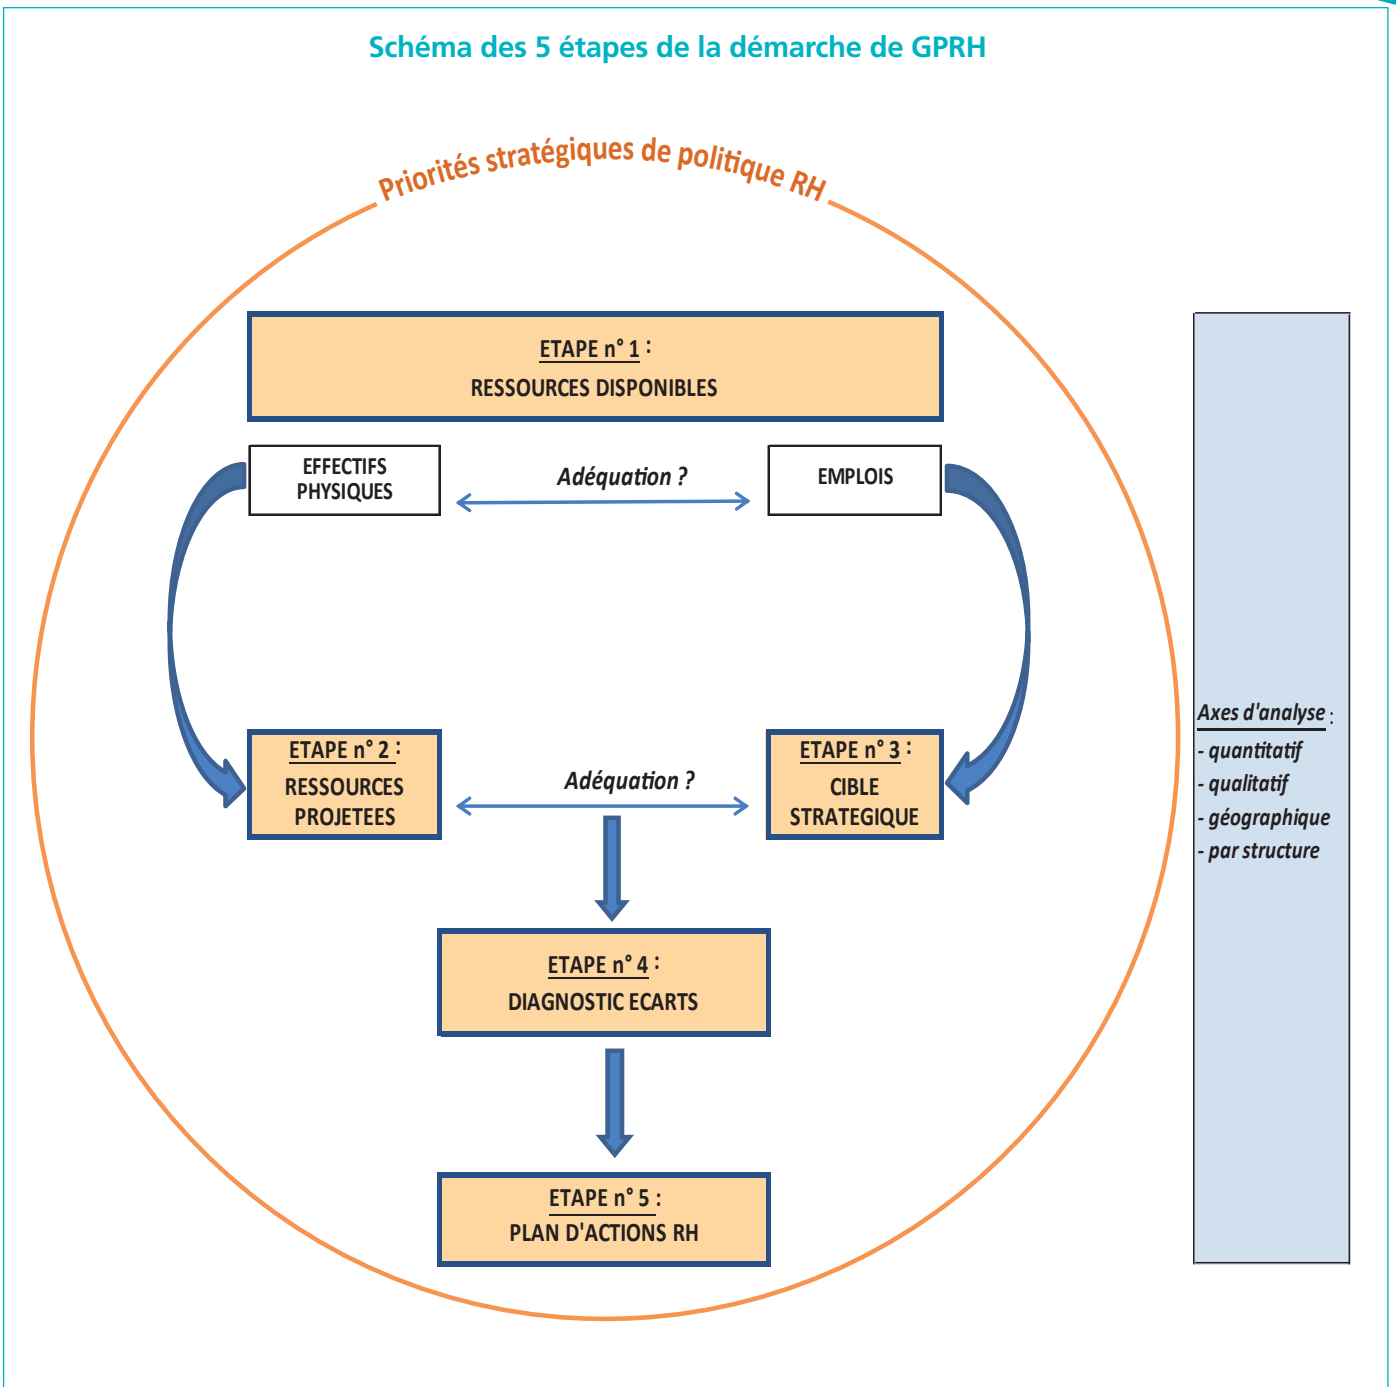 Schéma des 5 étapes de la démarche de GPRH
Priorités stratégiques de politique RH
ETAPE n° 1 :
RESSOURCES DISPONIBLES
EFFECTIFS
PHYSIQUES
Adéquation ?
EMPLOIS
ETAPE n° 2 :
RESSOURCES
PROJETEES
Adéquation ?
ETAPE n° 3 :
CIBLE
STRATEGIQUE
ETAPE n° 4 :
DIAGNOSTIC ECARTS
ETAPE n° 5 :
PLAN D'ACTIONS RH
Axes d'analyse :
- quantitatif
- qualitatif
- géographique
- par structure